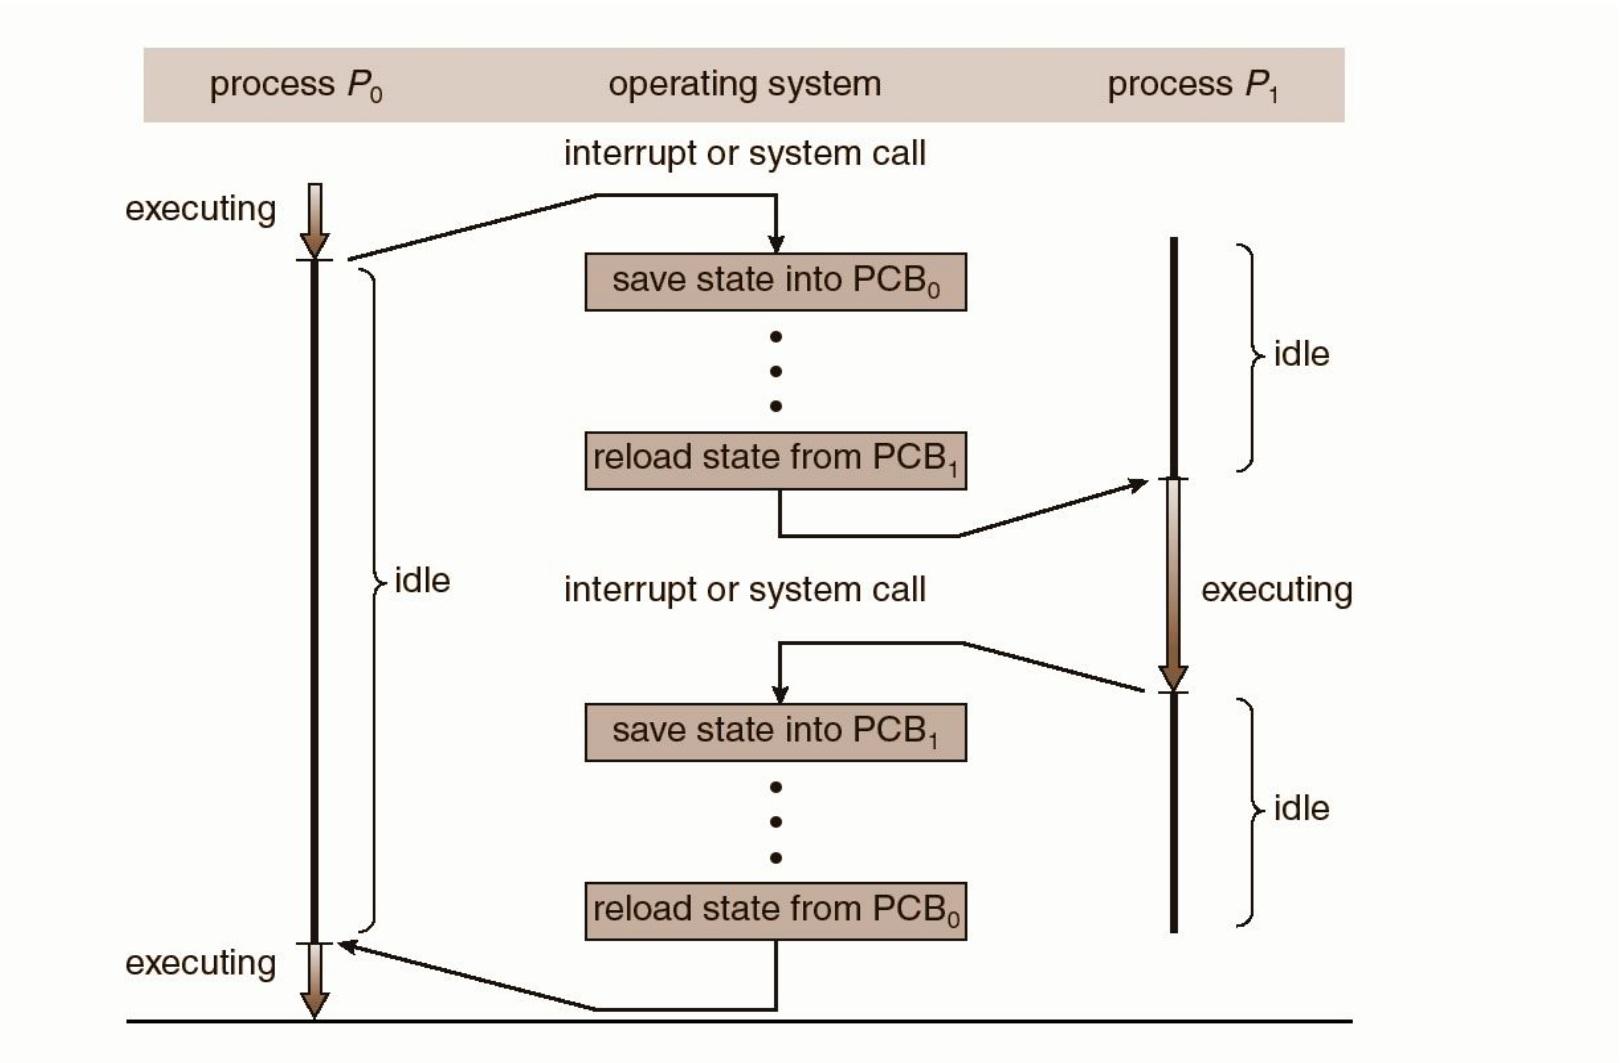 process P₀ operating system process P₁
interrupt or system call
executing
save state into PCB₀
idle
reload state from PCB₁
idle
interrupt or system call
executing
save state into PCB₁
idle
reload state from PCB₀
executing